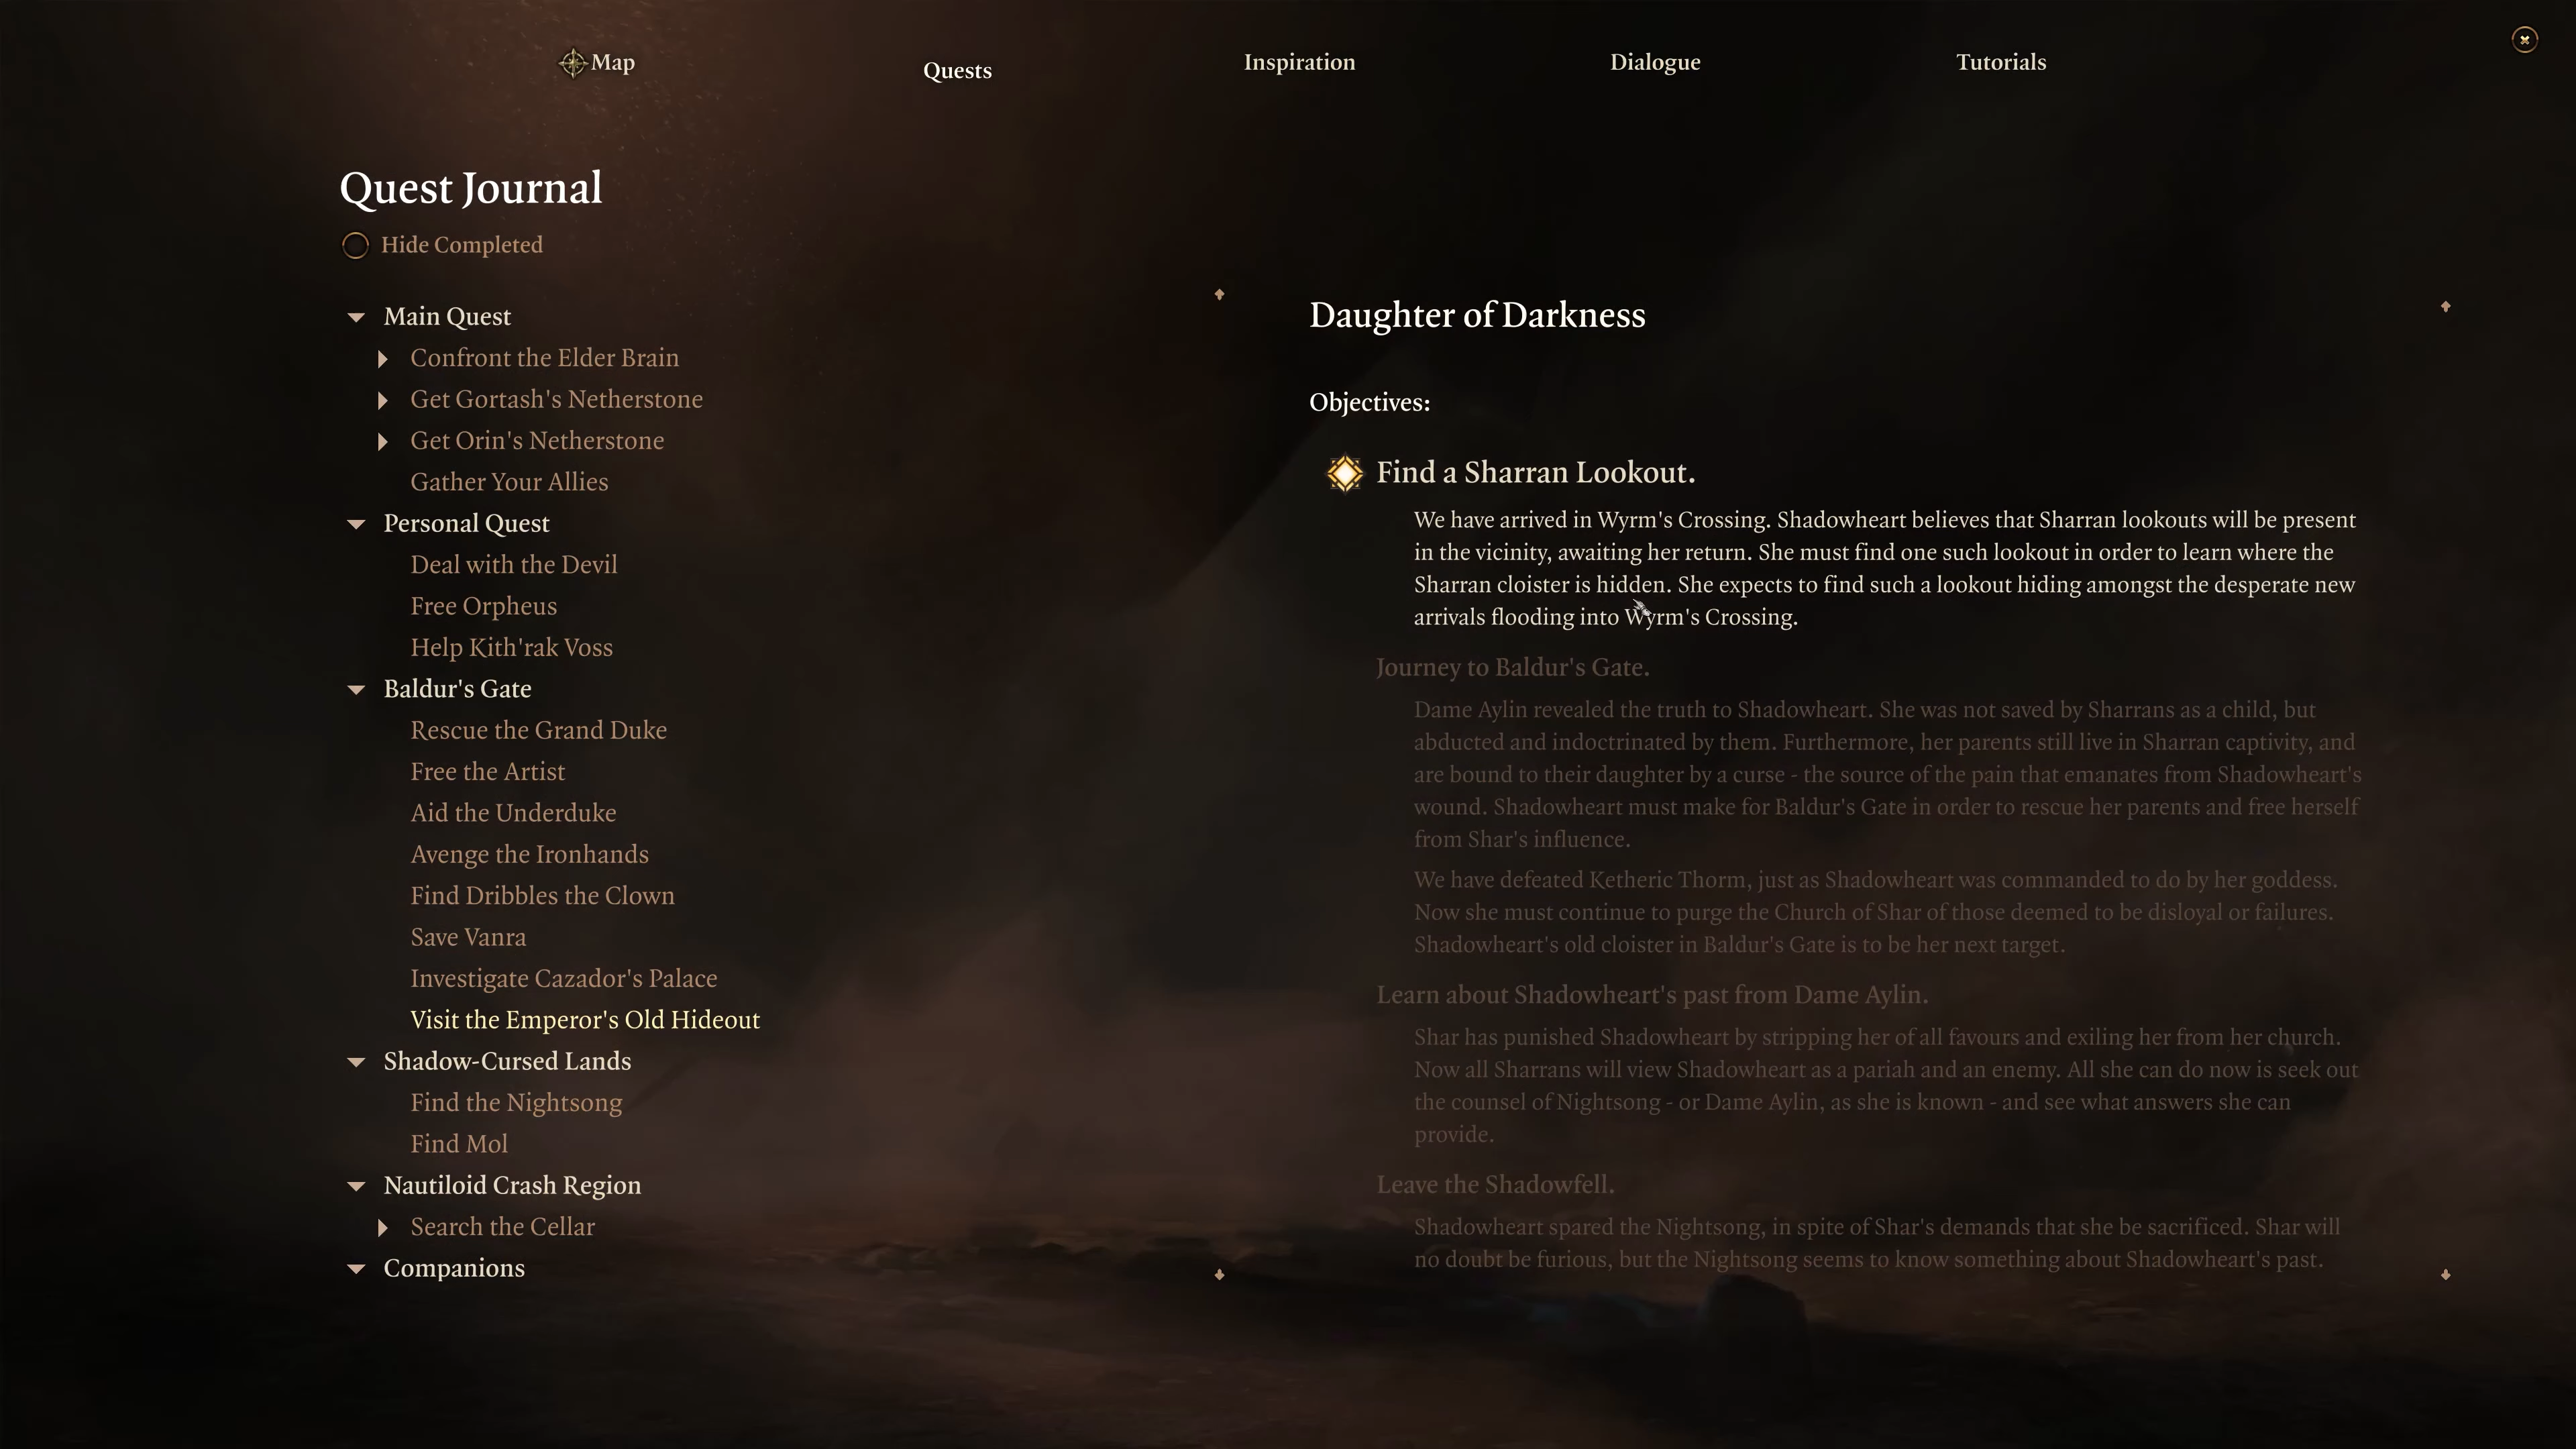 Map
Quests
Inspiration
Dialogue
Tutorials
Quest Journal
Hide Completed
Main Quest
Confront the Elder Brain
Get Gortash's Netherstone
Get Orin's Netherstone
Gather Your Allies
Personal Quest
Deal with the Devil
Free Orpheus
Help Kith'rak Voss
Baldur's Gate
Rescue the Grand Duke
Free the Artist
Aid the Underduke
Avenge the Ironhands
Find Dribbles the Clown
Save Vanra
Investigate Cazador's Palace
Visit the Emperor's Old Hideout
Shadow-Cursed Lands
Find the Nightsong
Find Mol
Nautiloid Crash Region
Search the Cellar
Companions
Daughter of Darkness
Objectives:
Find a Sharran Lookout.
We have arrived in Wyrm's Crossing. Shadowheart believes that Sharran lookouts will be present
in the vicinity, awaiting her return. She must find one such lookout in order to learn where the
Sharran cloister is hidden. She expects to find such a lookout hiding amongst the desperate new
arrivals flooding into Wyrm's Crossing.
Journey to Baldur's Gate.
Dame Aylin revealed the truth to Shadowheart. She was not saved by Sharrans as a child, but
abducted and indoctrinated by them. Furthermore, her parents still live in Sharran captivity, and
are bound to their daughter by a curse - the source of the pain that emanates from Shadowheart's
wound. Shadowheart must make for Baldur's Gate in order to rescue her parents and free herself
from Shar's influence.
We have defeated Ketheric Thorm, just as Shadowheart was commanded to do by her goddess.
Now she must continue to purge the Church of Shar of those deemed to be disloyal or failures.
Shadowheart's old cloister in Baldur's Gate is to be her next target.
Learn about Shadowheart's past from Dame Aylin.
Shar has punished Shadowheart by stripping her of all favours and exiling her from her church.
Now all Sharrans will view Shadowheart as a pariah and an enemy. All she can do now is seek out
the counsel of Nightsong - or Dame Aylin, as she is known - and see what answers she can
provide.
Leave the Shadowfell.
Shadowheart spared the Nightsong, in spite of Shar's demands that she be sacrificed. Shar will
no doubt be furious, but the Nightsong seems to know something about Shadowheart's past.